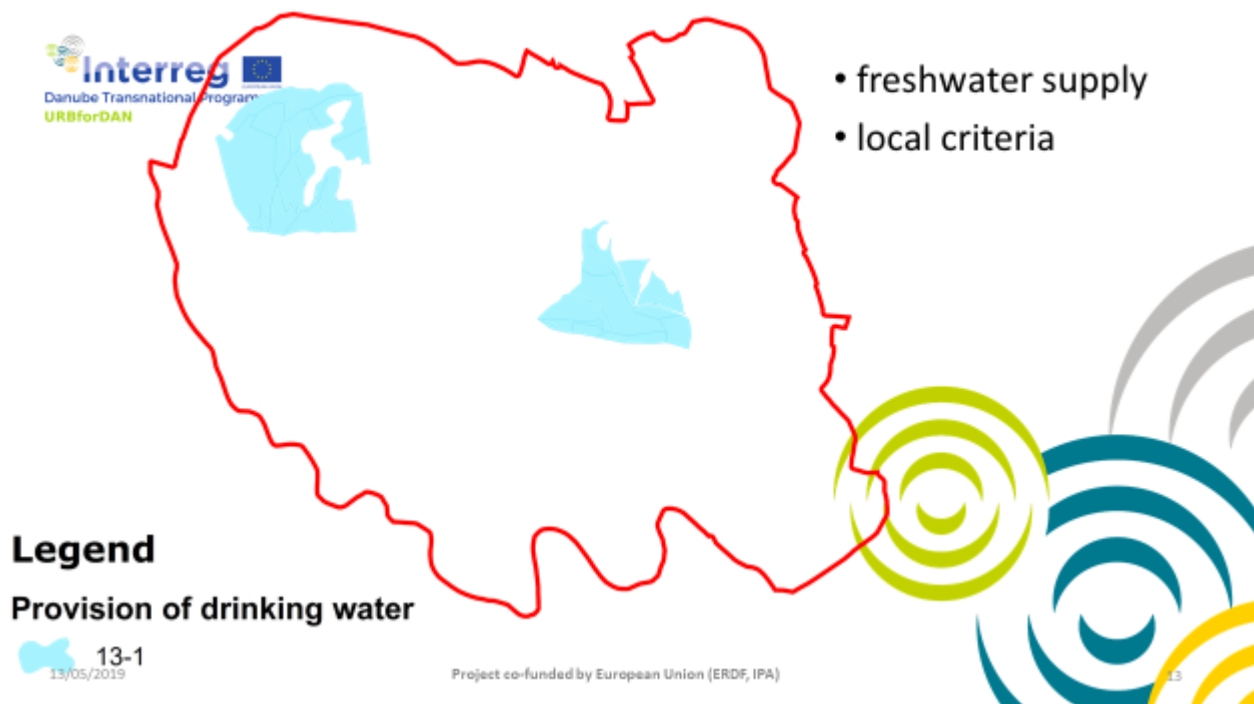 Interreg
Danube Transnational Program
URBforDAN
• freshwater supply
• local criteria
Legend
Provision of drinking water
13-1
13/05/2019
Project co-funded by European Union (ERDF, IPA)
13